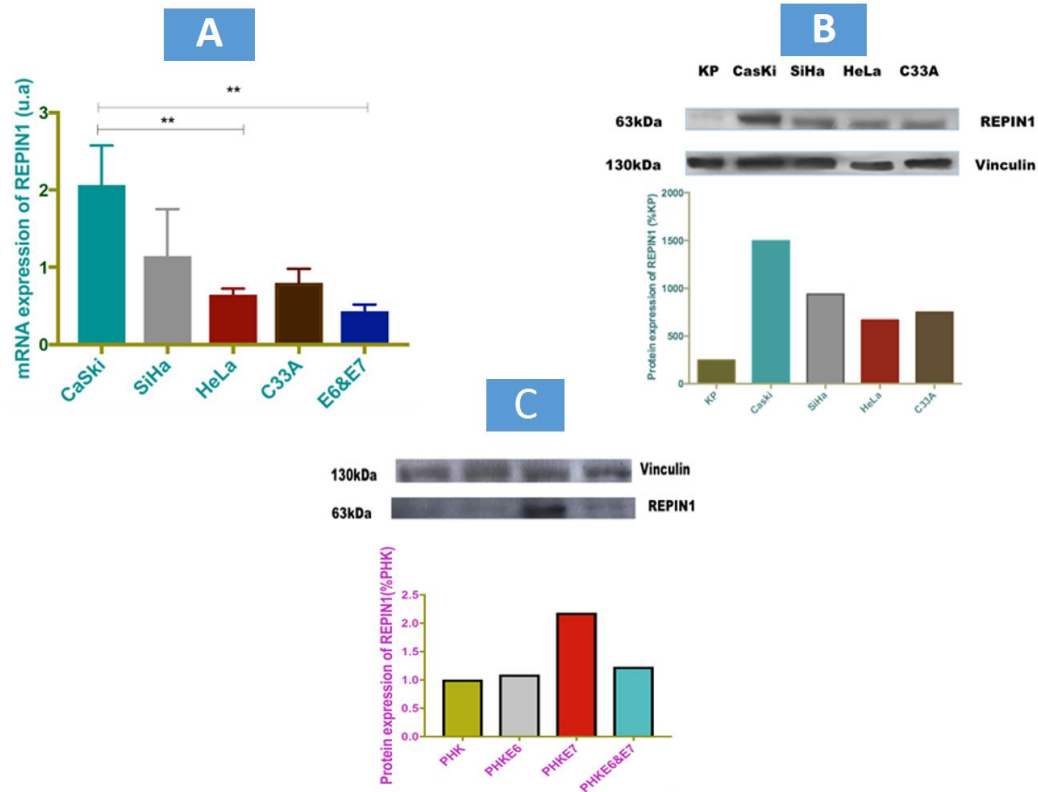 A
mRNA expression of REPIN1 (u.a)
3
2
1
0
**
**
CaSki
SiHa
HeLa
C33A
E6&E7
B
KP CasKi SiHa HeLa C33A
63kDa REPIN1
130kDa Vinculin
Protein expression of REPIN1 (%KP)
2000
1500
1000
500
0
KP
Caski
SiHa
HeLa
C33A
C
130kDa Vinculin
63kDa REPIN1
Protein expression of REPIN1(%PHK)
2.5
2.0
1.5
1.0
0.5
0.0
PHK
PHKE6
PHKE7
PHKE6&E7